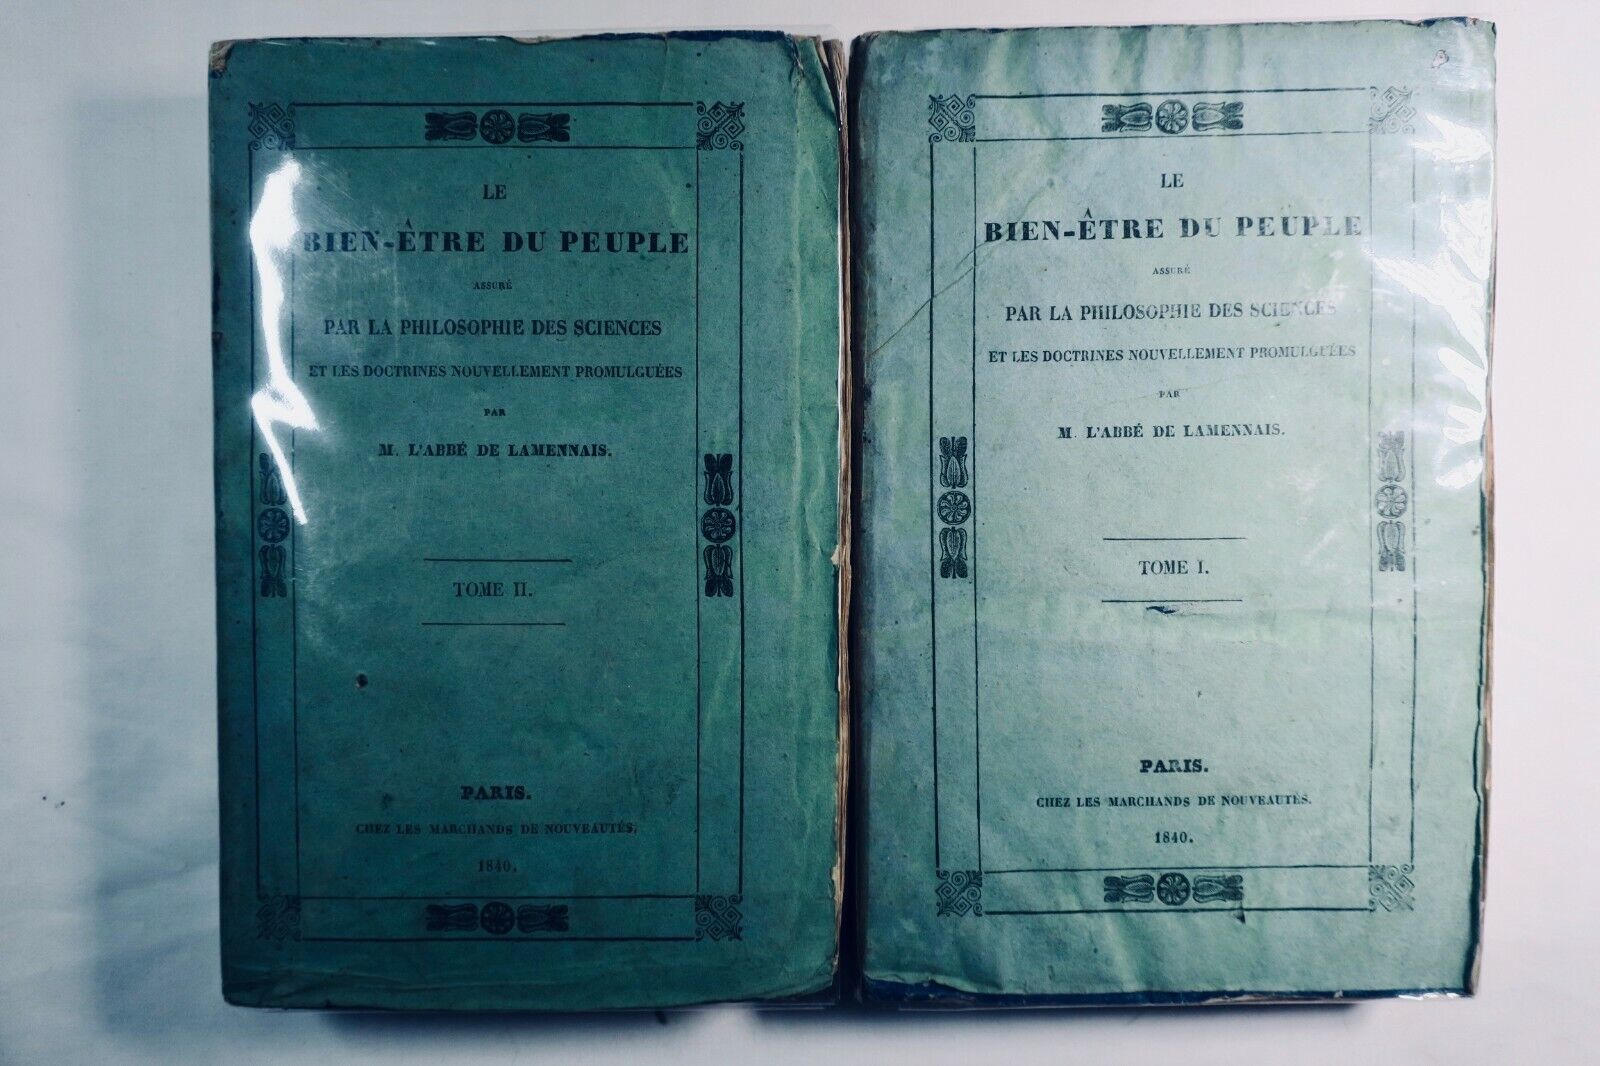 LE
BIEN-ÊTRE DU PEUPLE
ASSURÉ
PAR LA PHILOSOPHIE DES SCIENCES
ET LES DOCTRINES NOUVELLEMENT PROMULGUÉES
PAR
M. L'ABBÉ DE LAMENNAIS.
TOME II.
PARIS.
CHEZ LES MARCHANDS DE NOUVEAUTÉS.
1840.
LE
BIEN-ÊTRE DU PEUPLE
ASSURÉ
PAR LA PHILOSOPHIE DES SCIENCES
ET LES DOCTRINES NOUVELLEMENT PROMULGUÉES
PAR
M. L'ABBÉ DE LAMENNAIS.
TOME I.
PARIS.
CHEZ LES MARCHANDS DE NOUVEAUTÉS.
1840.